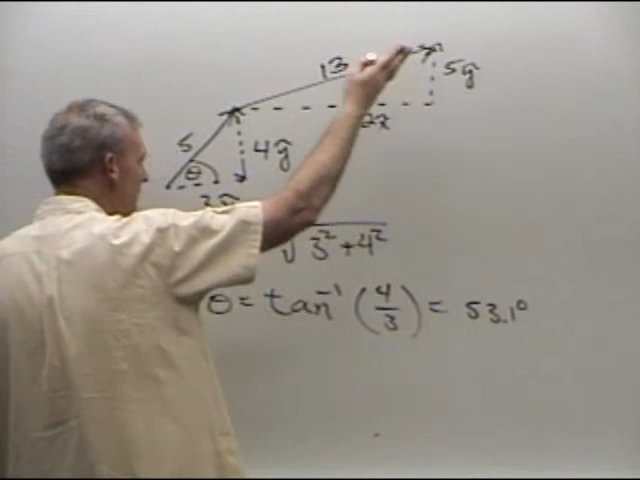 13
5ŷ
5
4ŷ
θ
√3²+4²
θ = tan⁻¹ (4/3) = 53.1°